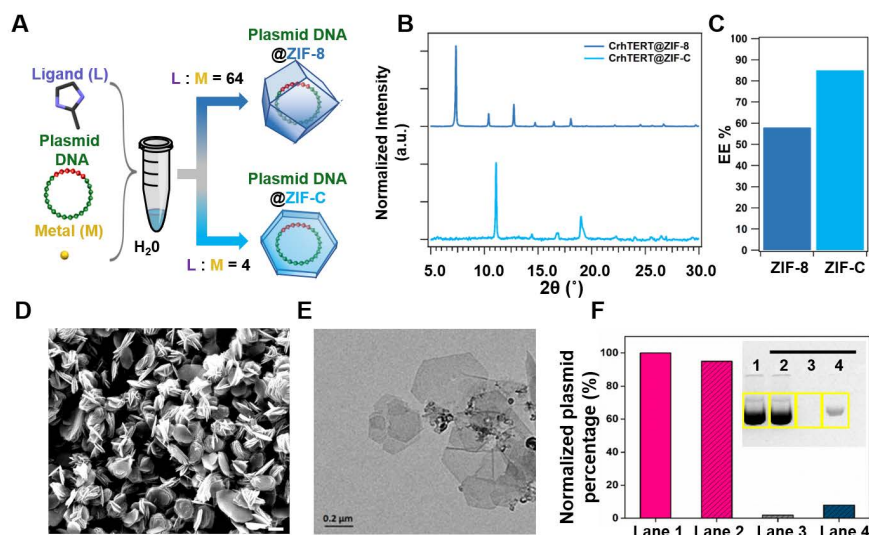 A
Ligand (L)
Plasmid
DNA
Metal (M)
H20
L : M = 64
L : M = 4
Plasmid DNA
@ZIF-8
Plasmid DNA
@ZIF-C
B
Normalized Intensity
(a.u.)
CrhTERT@ZIF-8
CrhTERT@ZIF-C
5.0 10.0 15.0 20.0 25.0 30.0
2θ (°)
C
EE %
100
90
80
70
60
50
40
30
20
10
0
ZIF-8 ZIF-C
D
E
0.2 µm
F
Normalized plasmid
percentage (%)
100
80
60
40
20
0
1 2 3 4
Lane 1 Lane 2 Lane 3 Lane 4